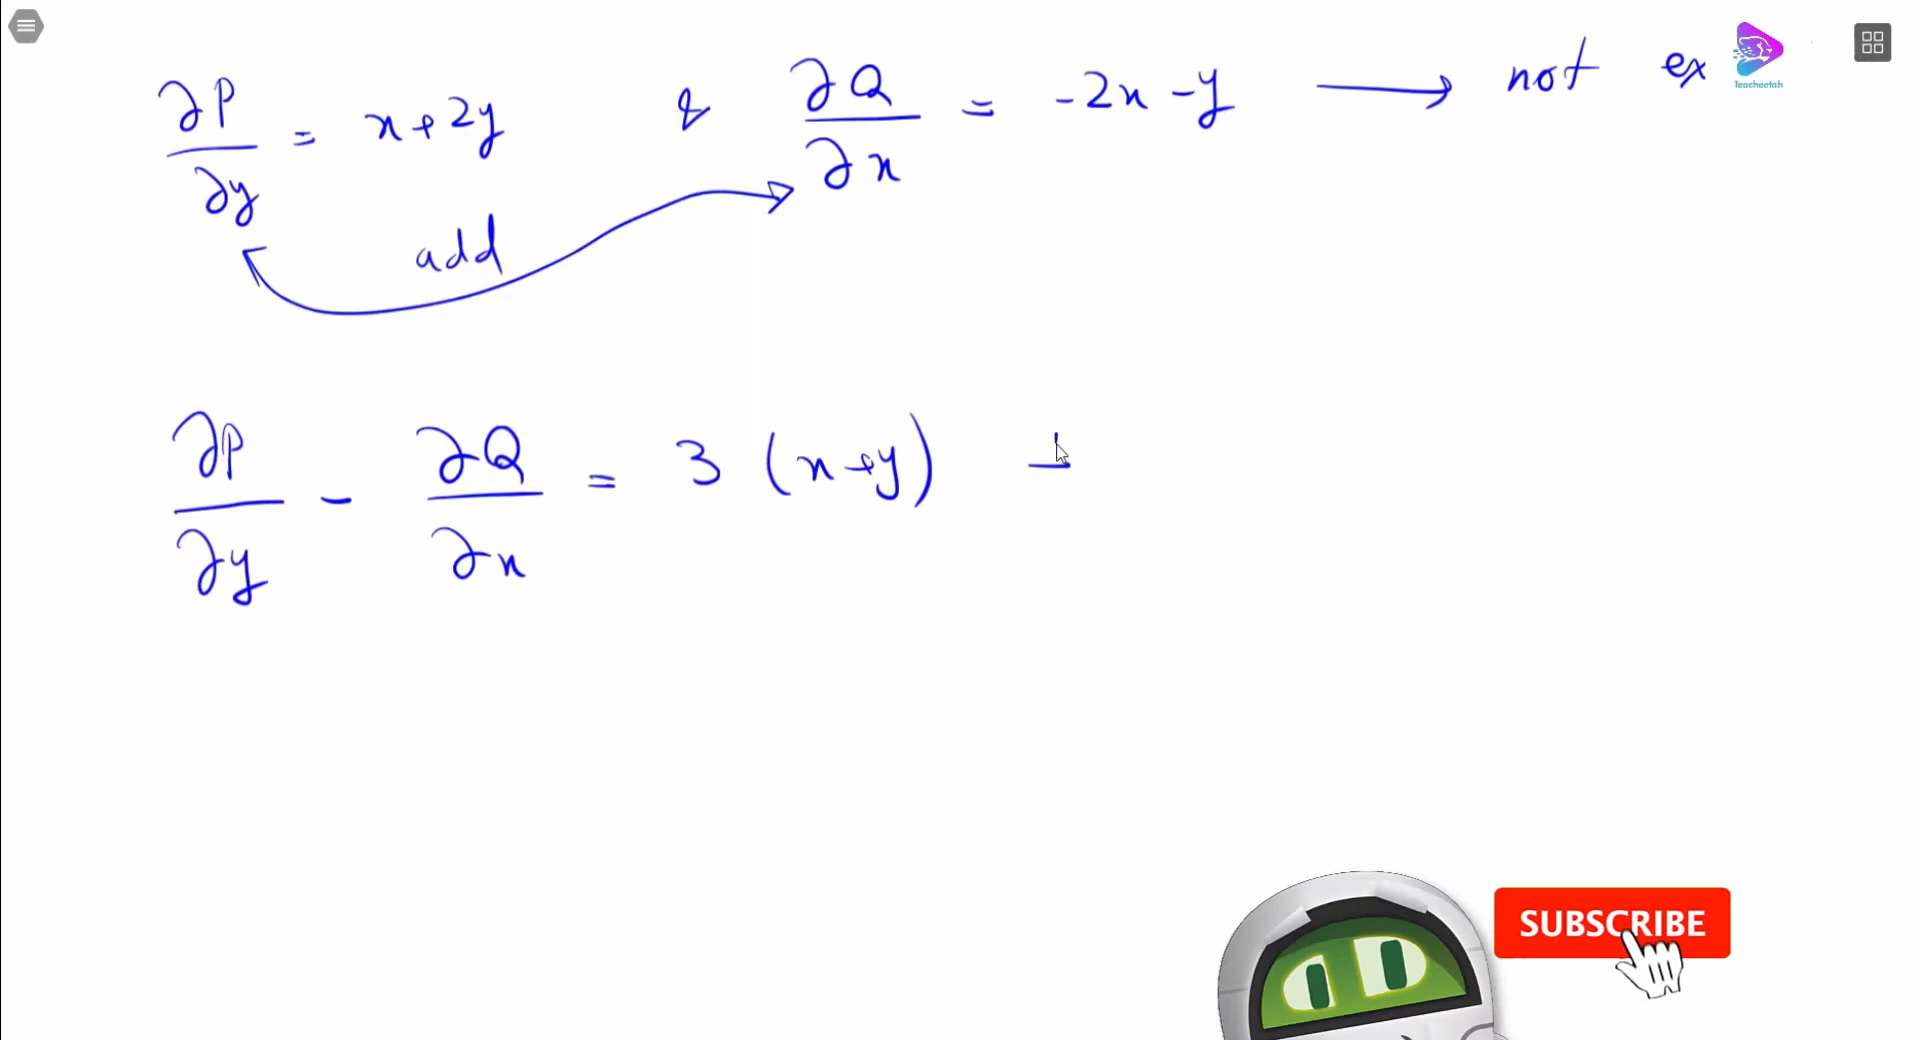 ∂P/∂y = x+2y & ∂Q/∂x = -2x-y → not ex
add
∂P/∂y - ∂Q/∂x = 3 (x+y)
Teacheetah
SUBSCRIBE